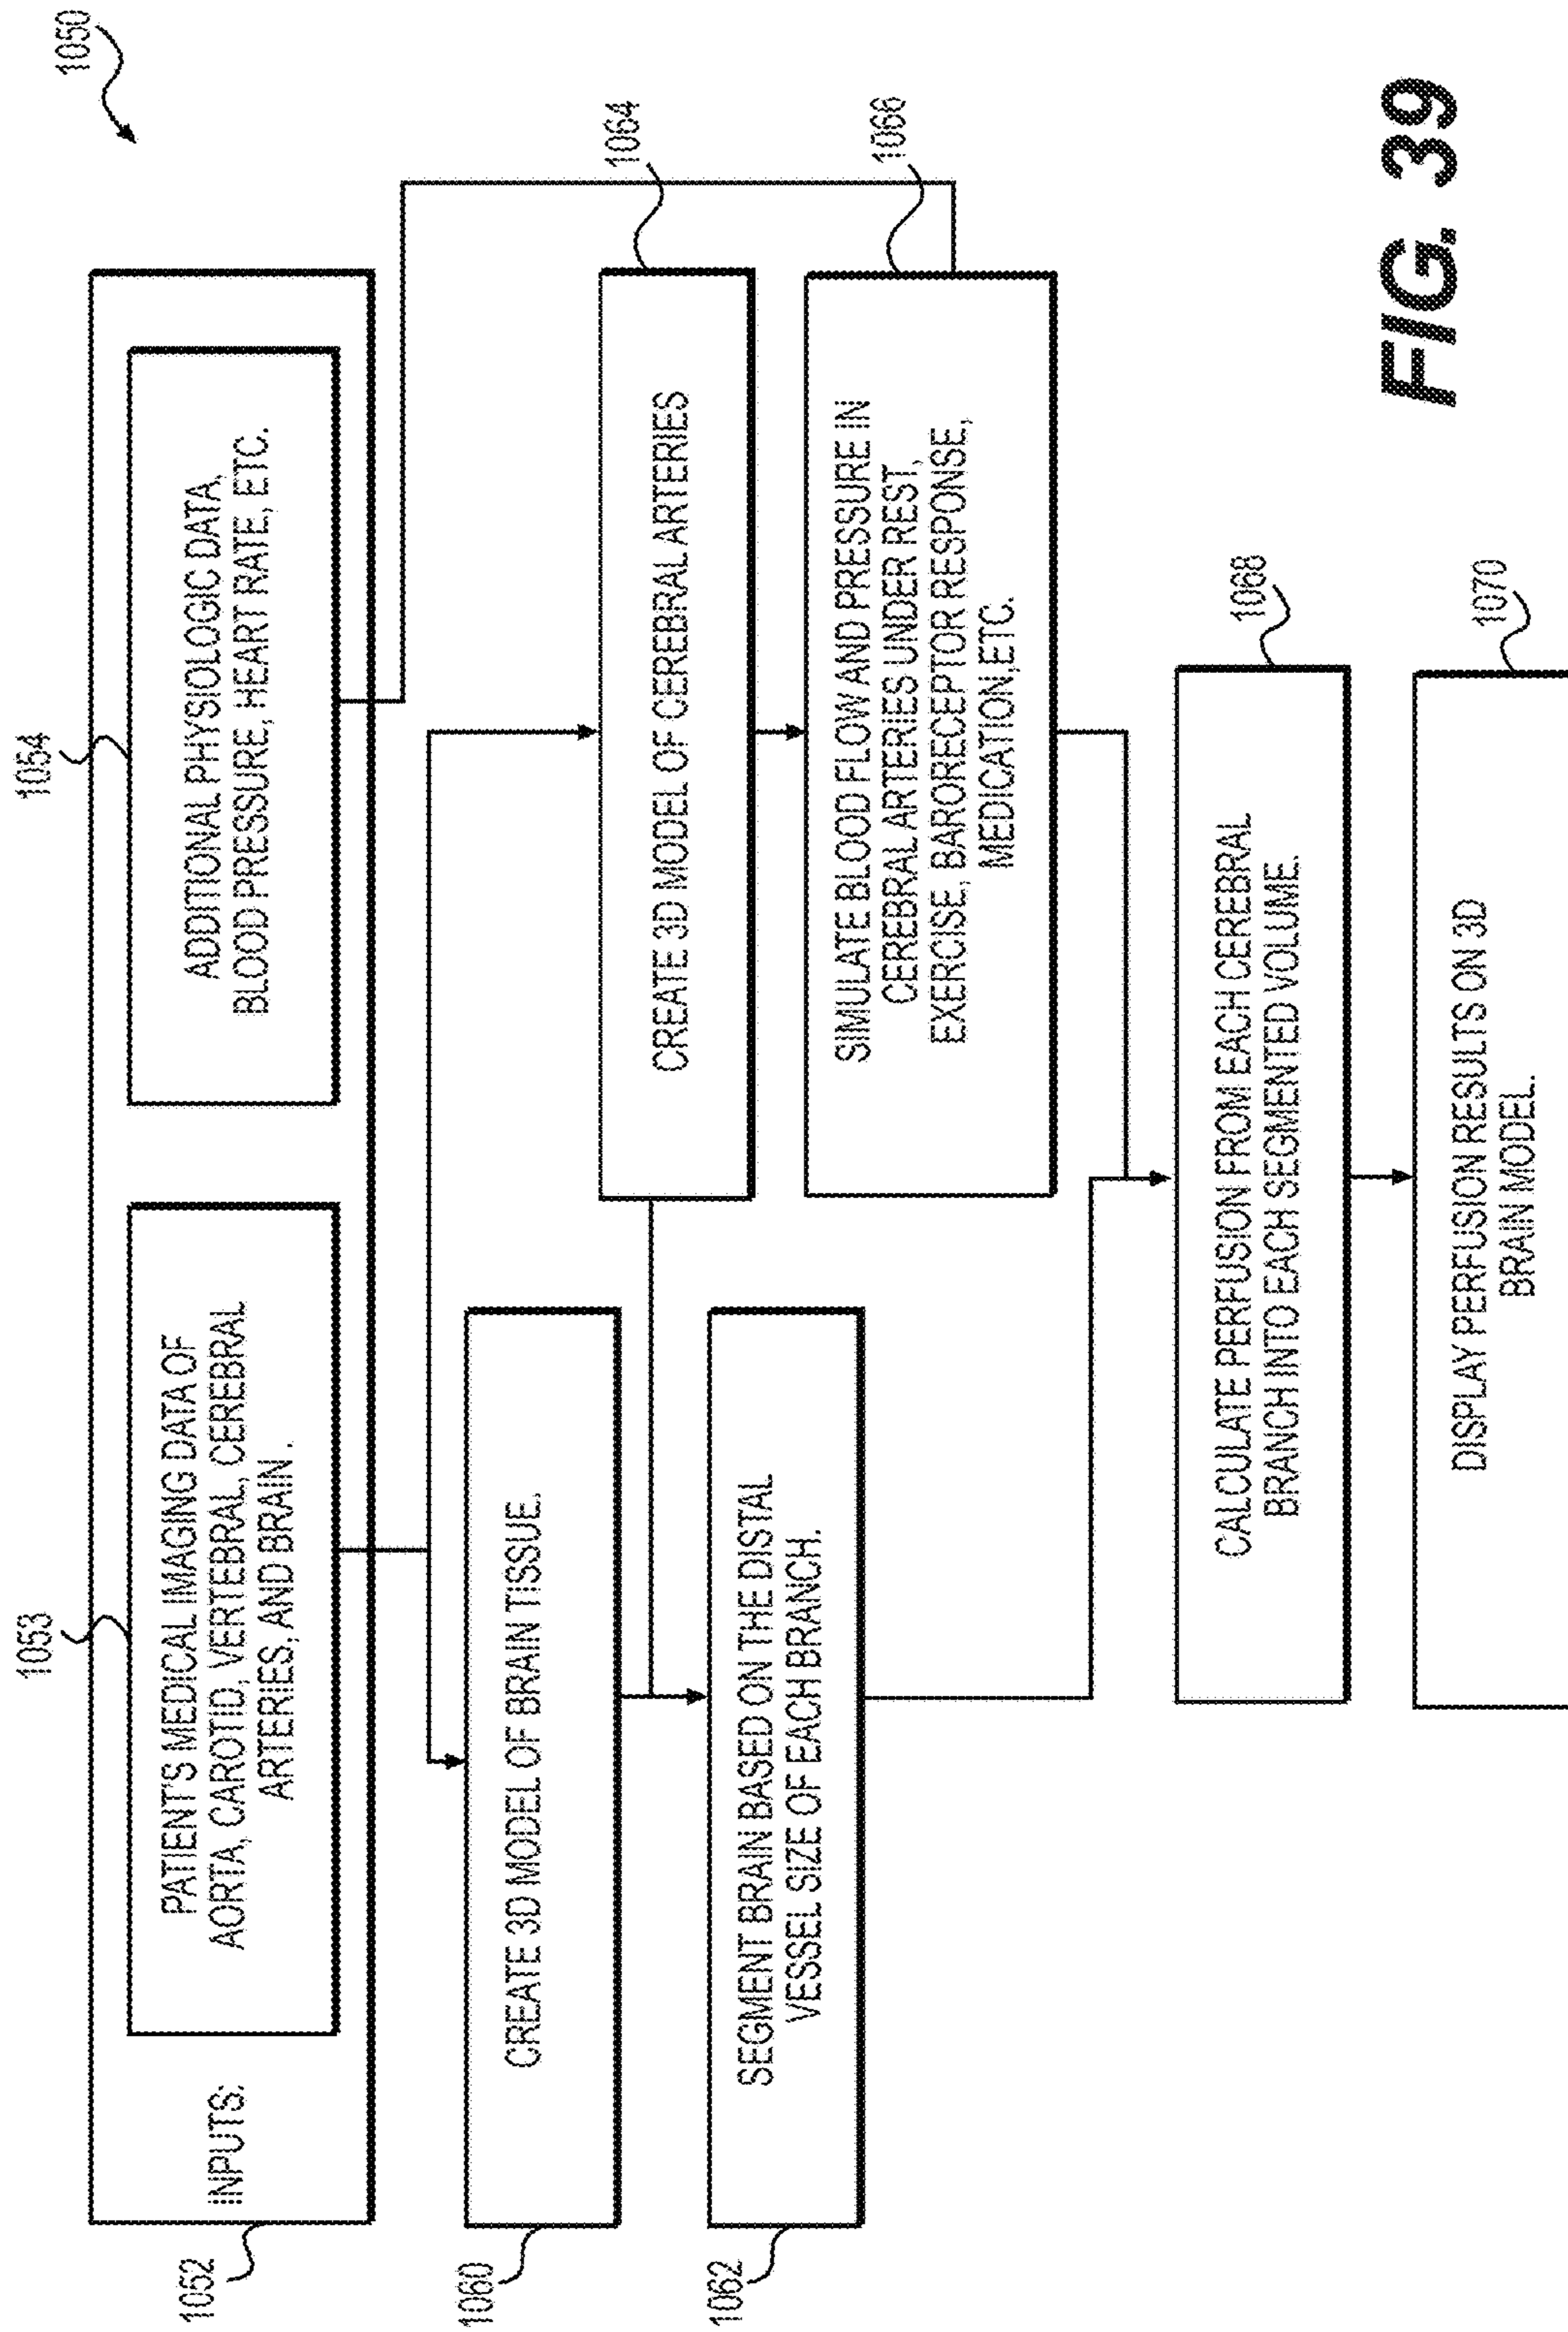 1050
1052
INPUTS:
1053
PATIENT'S MEDICAL IMAGING DATA OF
AORTA, CAROTID, VERTEBRAL, CEREBRAL
ARTERIES, AND BRAIN .
1054
ADDITIONAL PHYSIOLOGIC DATA,
BLOOD PRESSURE, HEART RATE, ETC.
1060
CREATE 3D MODEL OF BRAIN TISSUE.
1064
CREATE 3D MODEL OF CEREBRAL ARTERIES
1062
SEGMENT BRAIN BASED ON THE DISTAL
VESSEL SIZE OF EACH BRANCH.
1066
SIMULATE BLOOD FLOW AND PRESSURE IN
CEREBRAL ARTERIES UNDER REST,
EXERCISE, BARORECEPTOR RESPONSE,
MEDICATION,ETC.
1068
CALCULATE PERFUSION FROM EACH CEREBRAL
BRANCH INTO EACH SEGMENTED VOLUME.
1070
DISPLAY PERFUSION RESULTS ON 3D
BRAIN MODEL.
FIG. 39